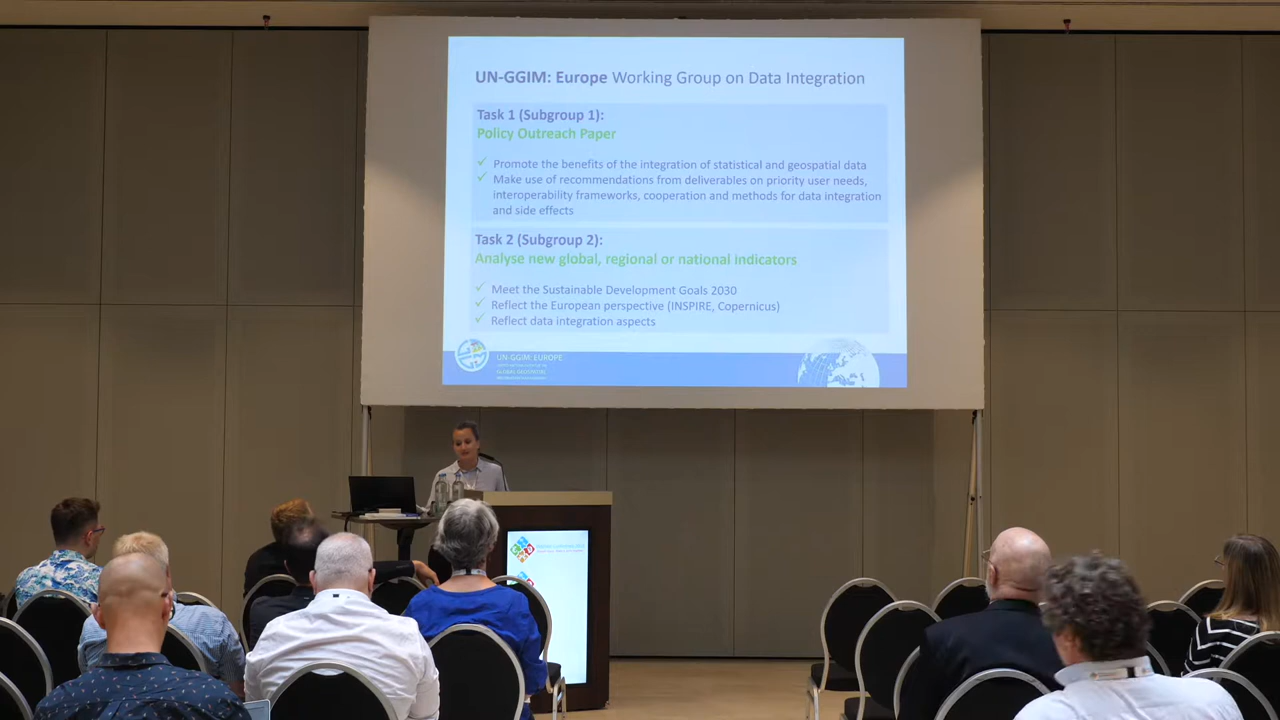 UN-GGIM: Europe Working Group on Data Integration
Task 1 (Subgroup 1):
Policy Outreach Paper
✓ Promote the benefits of the integration of statistical and geospatial data
✓ Make use of recommendations from deliverables on priority user needs,
interoperability frameworks, cooperation and methods for data integration
and side effects
Task 2 (Subgroup 2):
Analyse new global, regional or national indicators
✓ Meet the Sustainable Development Goals 2030
✓ Reflect the European perspective (INSPIRE, Copernicus)
✓ Reflect data integration aspects
UN-GGIM: EUROPE